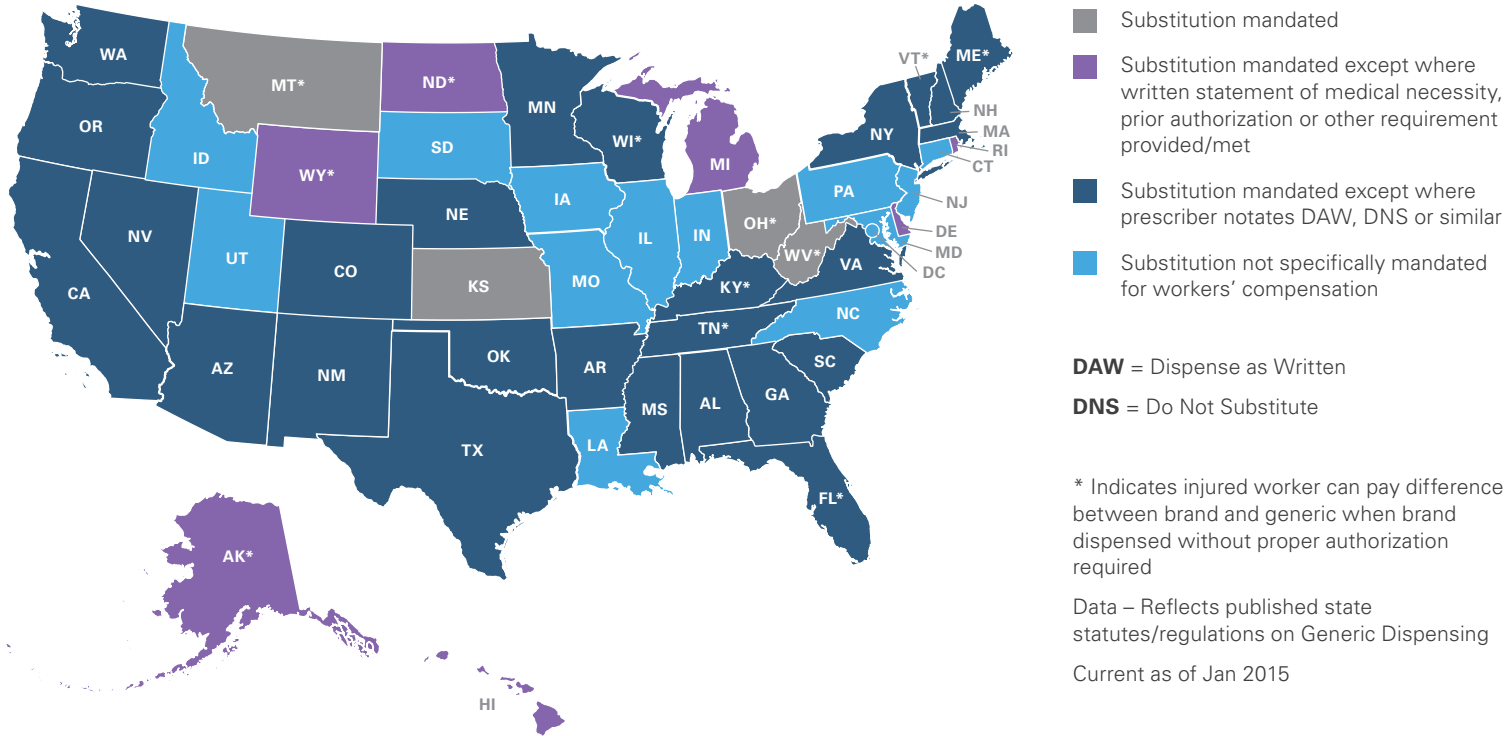 WA
MT*
ND*
MN
VT*
ME*
OR
ID
SD
WI*
NY
NH
MA
RI
CT
WY*
MI
IA
PA
NJ
NE
NV
UT
CO
IL
IN
OH*
DE
MD
DC
WV*
VA
CA
KS
MO
KY*
NC
TN*
AZ
NM
OK
AR
SC
MS
AL
GA
TX
LA
FL*
AK*
HI
Substitution mandated
Substitution mandated except where
written statement of medical necessity,
prior authorization or other requirement
provided/met
Substitution mandated except where
prescriber notates DAW, DNS or similar
Substitution not specifically mandated
for workers’ compensation
DAW = Dispense as Written
DNS = Do Not Substitute
* Indicates injured worker can pay difference
between brand and generic when brand
dispensed without proper authorization
required
Data – Reflects published state
statutes/regulations on Generic Dispensing
Current as of Jan 2015